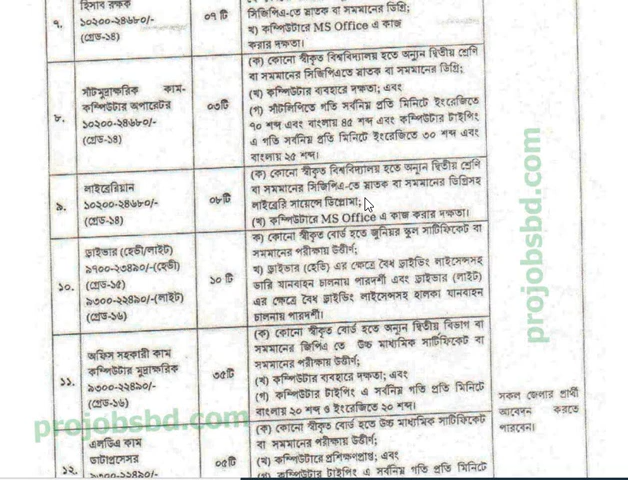 ৭.
হিসাব রক্ষক
১০২০০-২৪৬৮০/-
(গ্রেড-১৪)
০৭ টি
সিজিপিএ-তে স্নাতক বা সমমানের ডিগ্রি;
খ) কম্পিউটারে MS Office এ কাজ
করার দক্ষতা।
৮.
সাঁটমুদ্রাক্ষরিক কাম-
কম্পিউটার অপারেটর
১০২০০-২৪৬৮০/-
(গ্রেড-১৪)
০৩টি
(ক) কোনো স্বীকৃত বিশ্ববিদ্যালয় হতে অন্যূন দ্বিতীয় শ্রেণি
বা সমমানের সিজিপিএতে স্নাতক বা সমমানের ডিগ্রি;
(খ) কম্পিউটার ব্যবহারে দক্ষতা; এবং
(গ) সাঁটলিপিতে গতি সর্বনিম্ন প্রতি মিনিটে ইংরেজিতে
৭০ শব্দ এবং বাংলায় ৪৫ শব্দ এবং কম্পিউটার টাইপিং
এ গতি সর্বনিম্ন প্রতি মিনিটে ইংরেজিতে ৩০ শব্দ এবং
বাংলায় ২৫ শব্দ।
৯.
লাইব্রেরিয়ান
১০২০০-২৪৬৮০/-
(গ্রেড-১৪)
০৮টি
(ক) কোনো স্বীকৃত বিশ্ববিদ্যালয় হতে অন্যূন দ্বিতীয় শ্রেণি
বা সমমানের সিজিপিএ-তে স্নাতক বা সমমানের ডিগ্রিসহ
লাইব্রেরি সায়েন্সে ডিপ্লোমা;
(খ) কম্পিউটারে MS Office এ কাজ করার দক্ষতা।
১০.
ড্রাইভার (হেভী/লাইট)
৯৭০০-২৩৪৯০/-(হেভী)
(গ্রেড-১৫)
৯৩০০-২২৪৯০/-(লাইট)
(গ্রেড-১৬)
১০ টি
ক) কোনো স্বীকৃত বোর্ড হতে জুনিয়র স্কুল সার্টিফিকেট বা
সমমানের পরীক্ষায় উত্তীর্ণ;
খ) ড্রাইভার (হেভি) এর ক্ষেত্রে বৈধ ড্রাইভিং লাইসেন্সসহ
ভারি যানবাহন চালনায় পারদর্শী এবং ড্রাইভার (লাইট)
এর ক্ষেত্রে বৈধ ড্রাইভিং লাইসেন্সসহ হালকা যানবাহন
চালনায় পারদর্শী।
১১.
অফিস সহকারী কাম
কম্পিউটার মুদ্রাক্ষরিক
৯৩০০-২২৪৯০/-
(গ্রেড-১৬)
৩৫টি
(ক) কোনো স্বীকৃত বোর্ড হতে অন্যূন দ্বিতীয় বিভাগ বা
সমমানের জিপিএ তে উচ্চ মাধ্যমিক সার্টিফিকেট বা
সমমানের পরীক্ষায় উত্তীর্ণ;
(খ) কম্পিউটার ব্যবহারে দক্ষতা; এবং
(গ) কম্পিউটার টাইপিং এ সর্বনিম্ন গতি প্রতি মিনিটে
বাংলায় ২০ শব্দ ও ইংরেজিতে ২০ শব্দ।
সকল জেলার প্রার্থী
আবেদন করতে
পারবেন।
১২.
এলডিএ কাম
ডাটাপ্রসেসর
৯৩০০-২২৪৯০/-
০৫টি
(ক) কোনো স্বীকৃত বোর্ড হতে উচ্চ মাধ্যমিক সার্টিফিকেট
বা সমমানের পরীক্ষায় উত্তীর্ণ;
(খ) কম্পিউটারে প্রশিক্ষণপ্রাপ্ত; এবং
(গ) কম্পিউটার টাইপিং এ সর্বনিম্ন গতি প্রতি মিনিটে
projobsbd.com
projobsbd.com